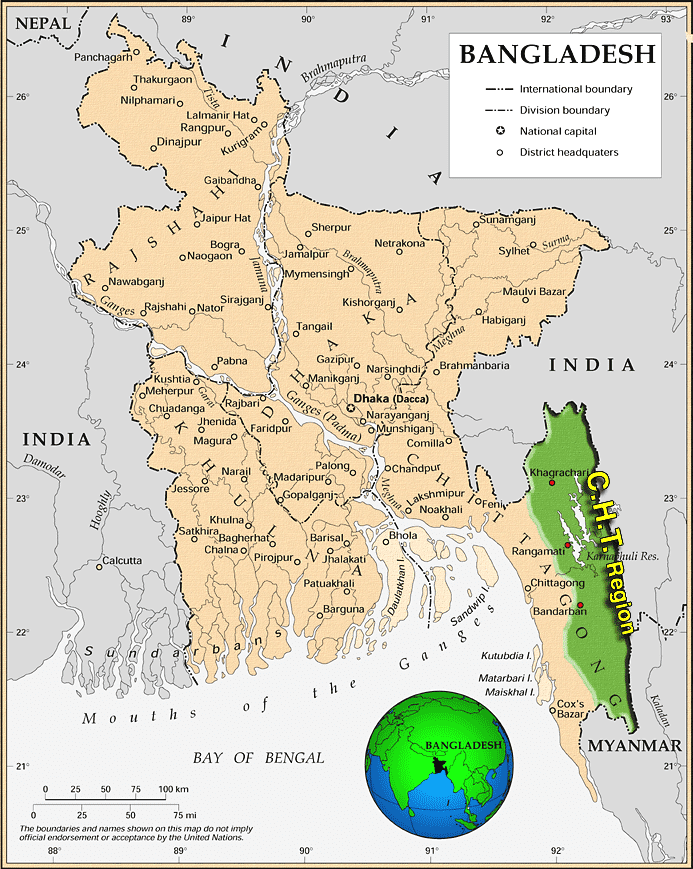 NEPAL
89°
90°
91°
92°
93°
INDIA
BANGLADESH
International boundary
Division boundary
National capital
District headquaters
Brahmaputra
Panchagarh
Thakurgaon
Nilphamari
Tista
26°
26°
Lalmanir Hat
Rangpur
Kurigram
Dinajpur
Gaibandha
RAJSHAHI
Jaipur Hat
Sherpur
Sunamganj
Surma
25°
25°
Bogra
Jamalpur
Netrakona
Sylhet
Naogaon
Jamuna
Mymensingh
Brahmaputra
Nawabganj
Maulvi Bazar
Ganges
Rajshahi
Nator
Sirajganj
Kishorganj
Habiganj
Tangail
DHAKA
Meghna
24°
24°
Pabna
Gazipur
Narsinghdi
Brahmanbaria
INDIA
Kushtia
Manikganj
Meherpur
Garai
Rajbari
Ganges (Padma)
Dhaka (Dacca)
Chuadanga
Narayanganj
Jhenida
Faridpur
Munshiganj
INDIA
Magura
Comilla
KHULNA
CHITTAGONG
Damodar
Narail
Palong
Chandpur
Khagrachari
Jessore
Madaripur
Meghna
C.H.T. Region
Hooghly
Gopalganj
Lakshmipur
Feni
23°
23°
Khulna
Noakhali
Satkhira
Bagherhat
Barisal
Bhola
Rangamati
Karnaphuli Res.
Chalna
Pirojpur
Jhalakati
Calcutta
Patuakhali
Daulatkhan I.
Sandwip I.
Chittagong
Barguna
Bandarban
22°
22°
Sundarbans
Kutubdia I.
Matarbari I.
Maiskhal I.
Mouths of the Ganges
Kaladan
Cox's
Bazar
BAY OF BENGAL
BANGLADESH
MYANMAR
21°
21°
0 25 50 75 100 km
0 25 50 75 mi
The boundaries and names shown on this map do not imply
official endorsement or acceptance by the United Nations.
88°
89°
90°
91°
92°